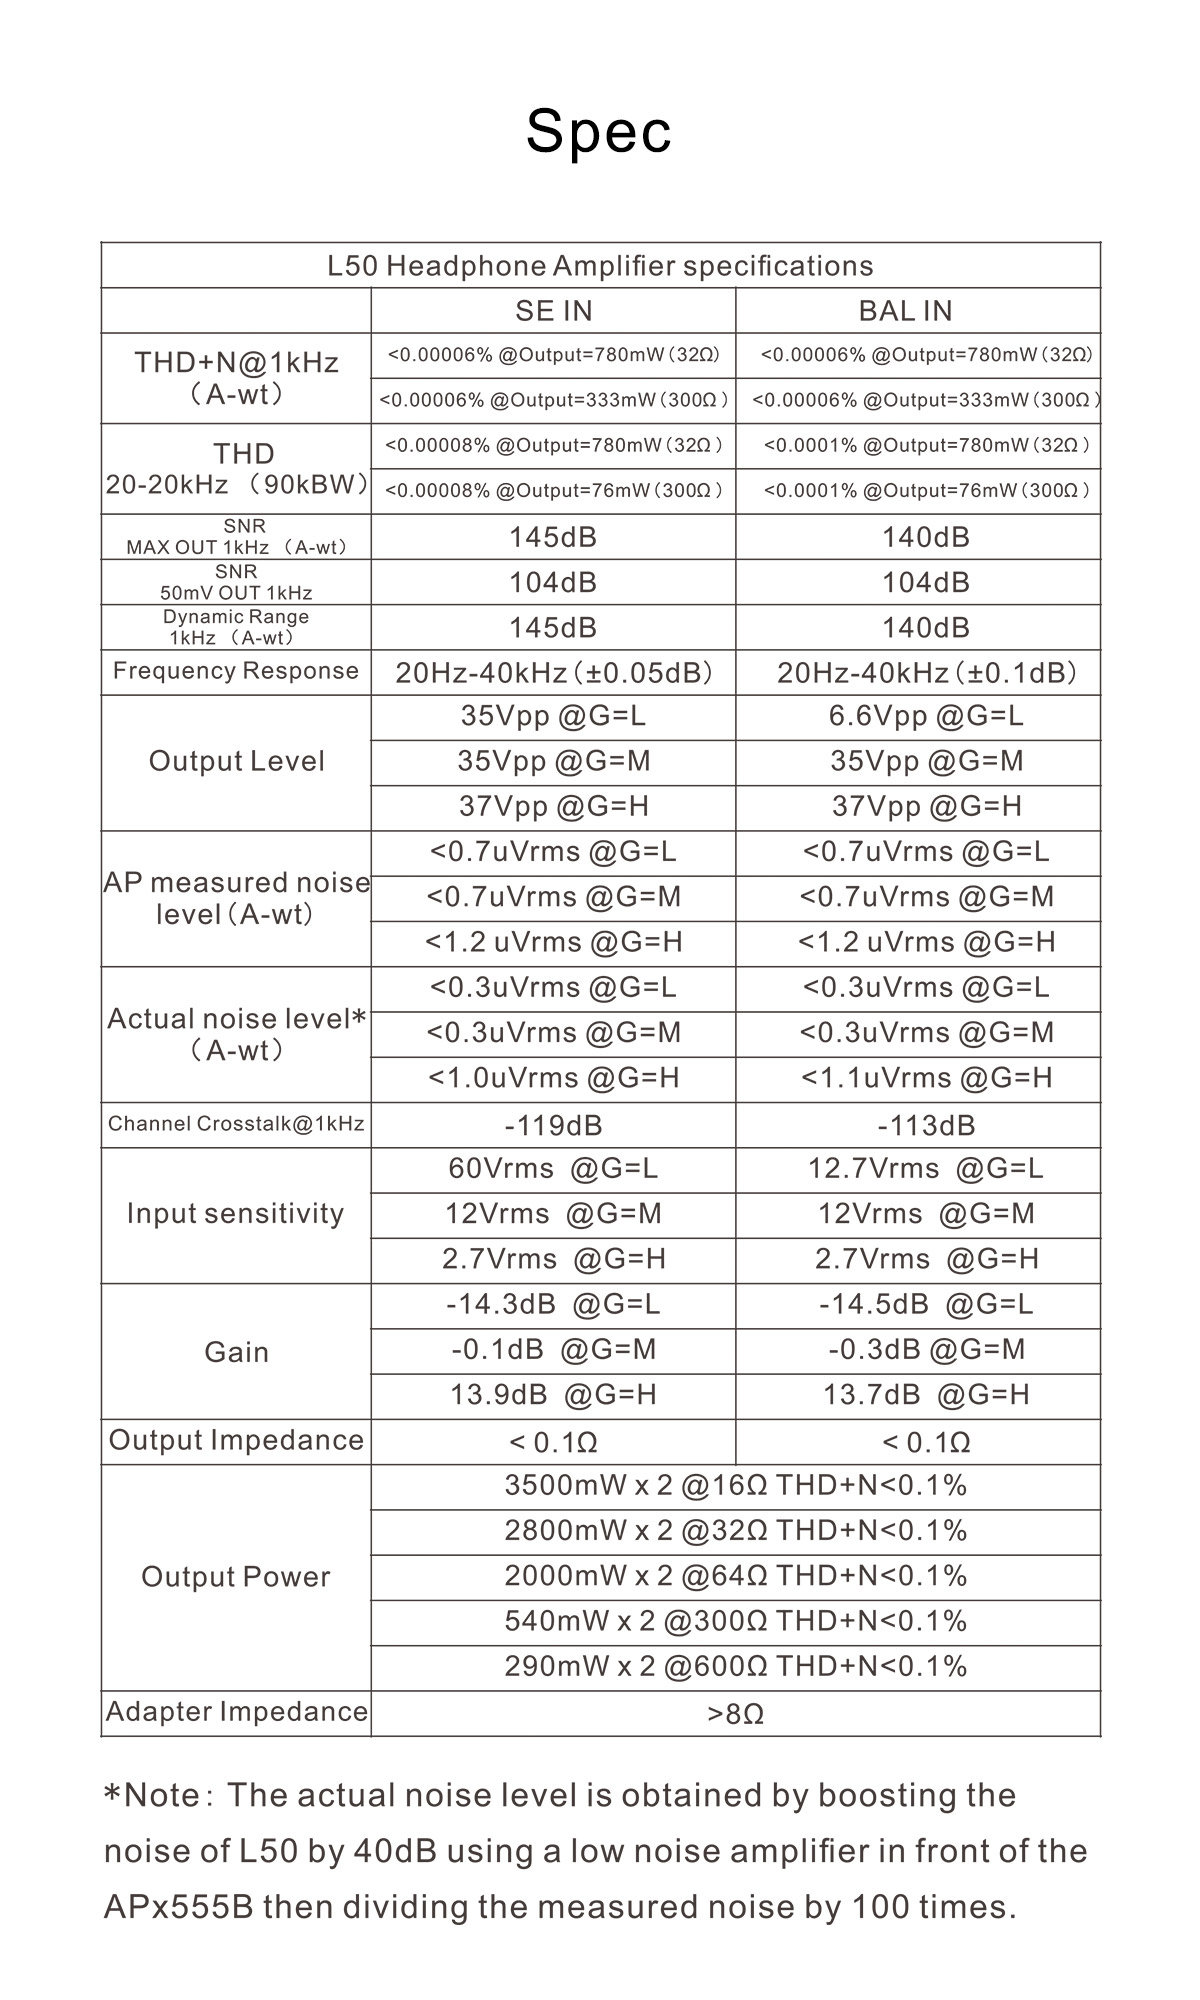 Spec
L50 Headphone Amplifier specifications
SE IN BAL IN
THD+N@1kHz
(A-wt)
<0.00006% @Output=780mW(32Ω) <0.00006% @Output=780mW(32Ω)
<0.00006% @Output=333mW(300Ω) <0.00006% @Output=333mW(300Ω)
THD
20-20kHz (90kBW)
<0.00008% @Output=780mW(32Ω) <0.0001% @Output=780mW(32Ω)
<0.00008% @Output=76mW(300Ω) <0.0001% @Output=76mW(300Ω)
SNR
MAX OUT 1kHz (A-wt)
145dB 140dB
SNR
50mV OUT 1kHz
104dB 104dB
Dynamic Range
1kHz (A-wt)
145dB 140dB
Frequency Response 20Hz-40kHz(±0.05dB) 20Hz-40kHz(±0.1dB)
Output Level
35Vpp @G=L 6.6Vpp @G=L
35Vpp @G=M 35Vpp @G=M
37Vpp @G=H 37Vpp @G=H
AP measured noise
level(A-wt)
<0.7uVrms @G=L <0.7uVrms @G=L
<0.7uVrms @G=M <0.7uVrms @G=M
<1.2 uVrms @G=H <1.2 uVrms @G=H
Actual noise level*
(A-wt)
<0.3uVrms @G=L <0.3uVrms @G=L
<0.3uVrms @G=M <0.3uVrms @G=M
<1.0uVrms @G=H <1.1uVrms @G=H
Channel Crosstalk@1kHz -119dB -113dB
Input sensitivity
60Vrms @G=L 12.7Vrms @G=L
12Vrms @G=M 12Vrms @G=M
2.7Vrms @G=H 2.7Vrms @G=H
Gain
-14.3dB @G=L -14.5dB @G=L
-0.1dB @G=M -0.3dB @G=M
13.9dB @G=H 13.7dB @G=H
Output Impedance < 0.1Ω < 0.1Ω
Output Power
3500mW x 2 @16Ω THD+N<0.1%
2800mW x 2 @32Ω THD+N<0.1%
2000mW x 2 @64Ω THD+N<0.1%
540mW x 2 @300Ω THD+N<0.1%
290mW x 2 @600Ω THD+N<0.1%
Adapter Impedance >8Ω
*Note: The actual noise level is obtained by boosting the
noise of L50 by 40dB using a low noise amplifier in front of the
APx555B then dividing the measured noise by 100 times.